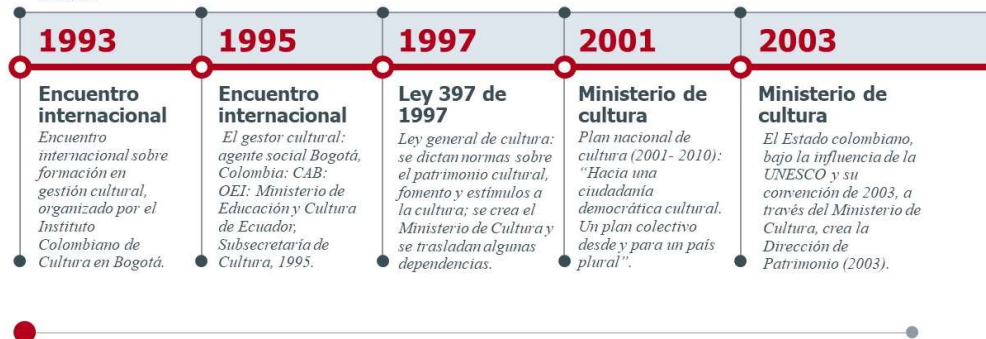 1993
Encuentro
internacional
Encuentro
internacional sobre
formación en
gestión cultural,
organizado por el
Instituto
Colombiano de
Cultura en Bogotá.
1995
Encuentro
internacional
El gestor cultural:
agente social Bogotá,
Colombia: CAB:
OEI: Ministerio de
Educación y Cultura
de Ecuador,
Subsecretaría de
Cultura, 1995.
1997
Ley 397 de
1997
Ley general de cultura:
se dictan normas sobre
el patrimonio cultural,
fomento y estímulos a
la cultura; se crea el
Ministerio de Cultura y
se trasladan algunas
dependencias.
2001
Ministerio de
cultura
Plan nacional de
cultura (2001- 2010):
“Hacia una
ciudadanía
democrática cultural.
Un plan colectivo
desde y para un país
plural”.
2003
Ministerio de
cultura
El Estado colombiano,
bajo la influencia de la
UNESCO y su
convención de 2003, a
través del Ministerio de
Cultura, crea la
Dirección de
Patrimonio (2003).